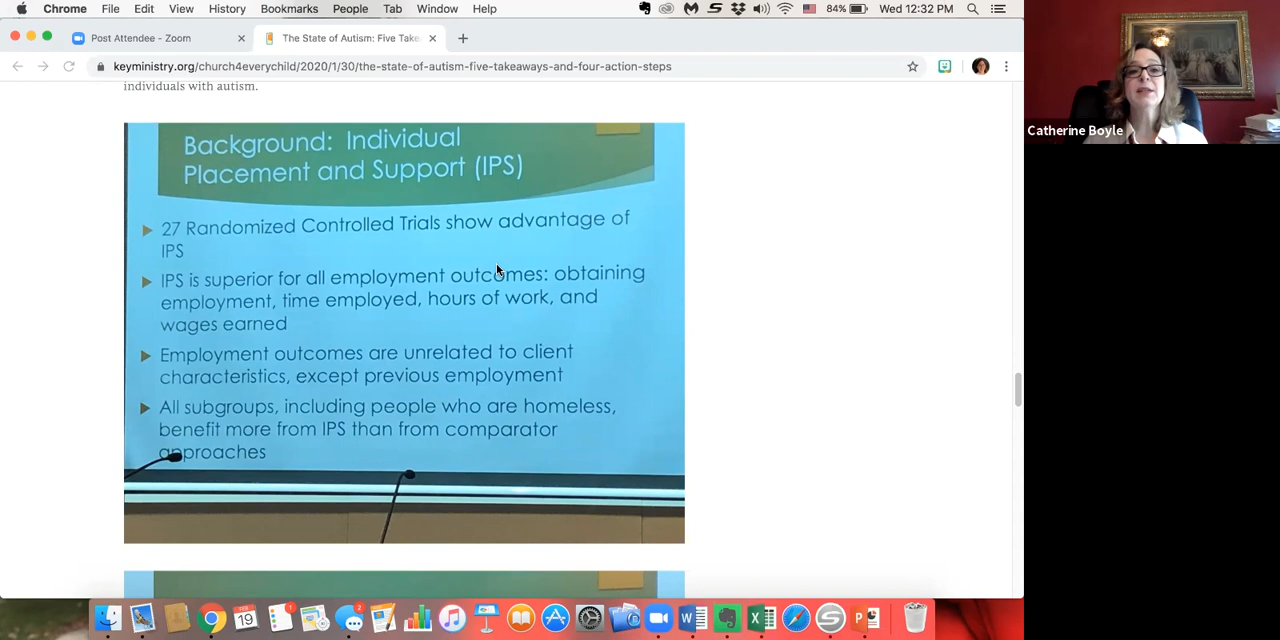 Chrome File Edit View History Bookmarks People Tab Window Help 84% Wed 12:32 PM
Post Attendee - Zoom
The State of Autism: Five Take
keyministry.org/church4everychild/2020/1/30/the-state-of-autism-five-takeaways-and-four-action-steps
individuals with autism.
Background: Individual
Placement and Support (IPS)
27 Randomized Controlled Trials show advantage of
IPS
IPS is superior for all employment outcomes: obtaining
employment, time employed, hours of work, and
wages earned
Employment outcomes are unrelated to client
characteristics, except previous employment
All subgroups, including people who are homeless,
benefit more from IPS than from comparator
approaches
Catherine Boyle
FEB
19
1
2